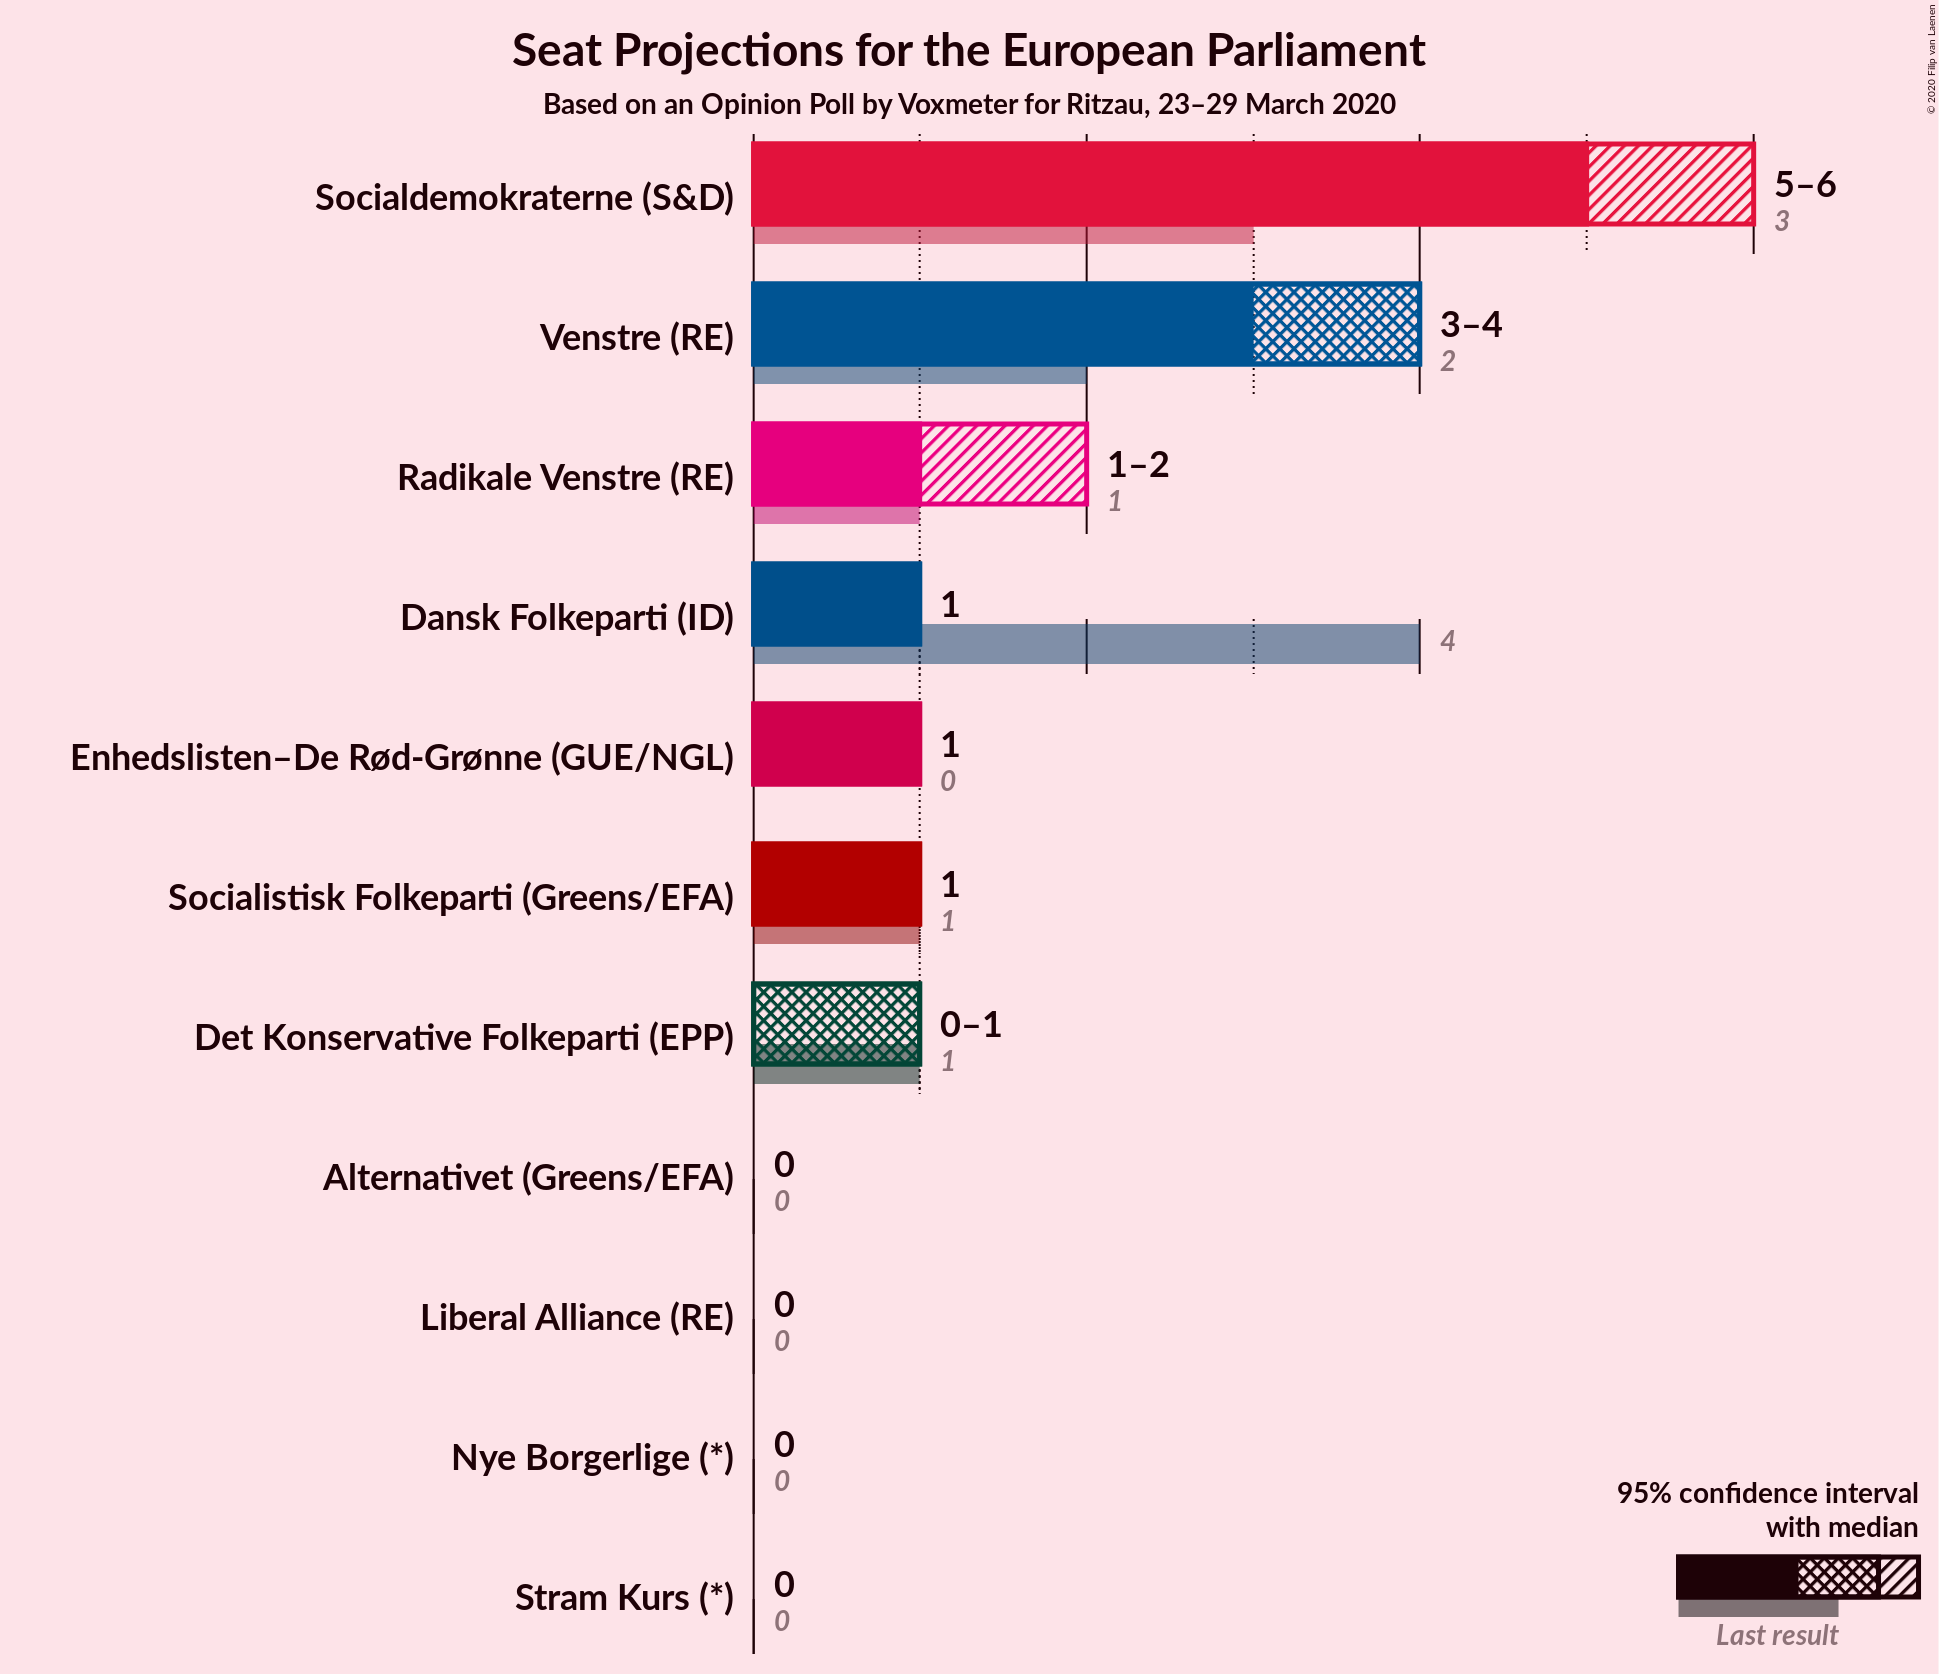 Seat Projections for the European Parliament
Based on an Opinion Poll by Voxmeter for Ritzau, 23–29 March 2020
© 2020 Filip van Laenen
Socialdemokraterne (S&D)
5–6
3
Venstre (RE)
3–4
2
Radikale Venstre (RE)
1–2
1
Dansk Folkeparti (ID)
1
4
Enhedslisten–De Rød-Grønne (GUE/NGL)
1
0
Socialistisk Folkeparti (Greens/EFA)
1
1
Det Konservative Folkeparti (EPP)
0–1
1
Alternativet (Greens/EFA)
0
0
Liberal Alliance (RE)
0
0
Nye Borgerlige (*)
0
0
Stram Kurs (*)
0
0
95% confidence interval
with median
Last result